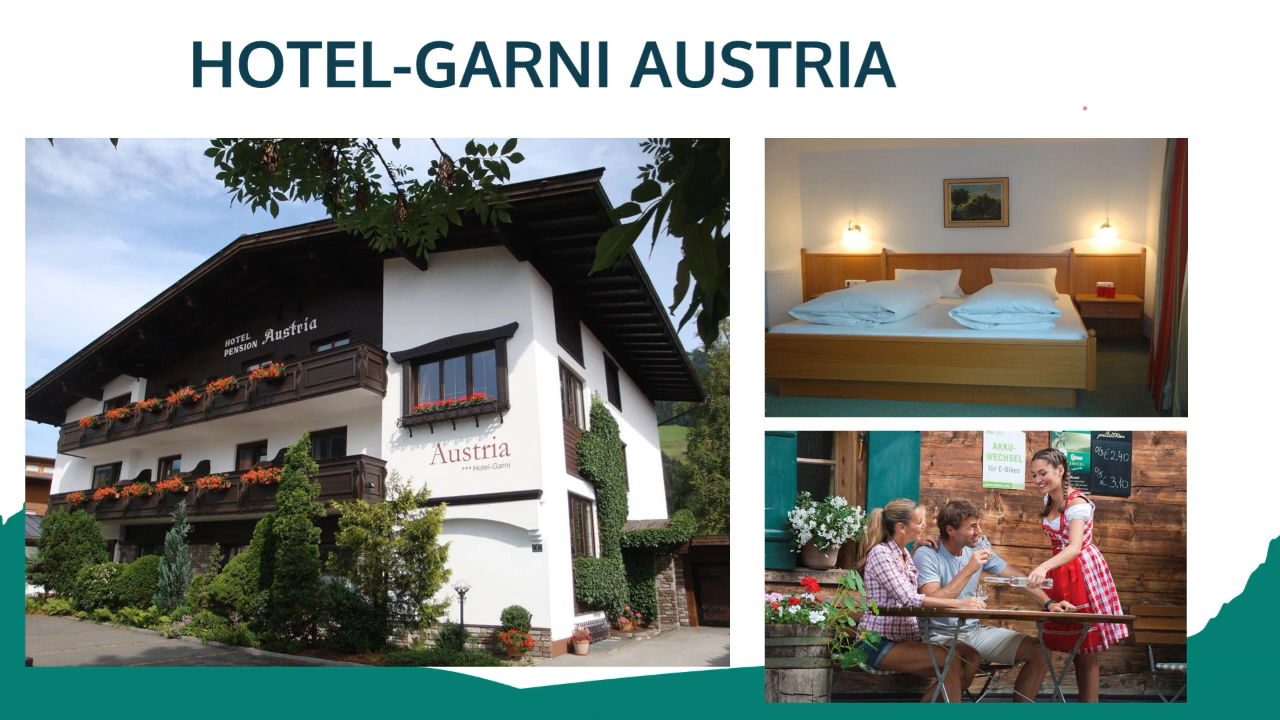 HOTEL-GARNI AUSTRIA
HOTEL
PENSION Austria
Austria
*** Hotel-Garni
AKKU-
WECHSEL
für E-Bikes
2,40
3,10